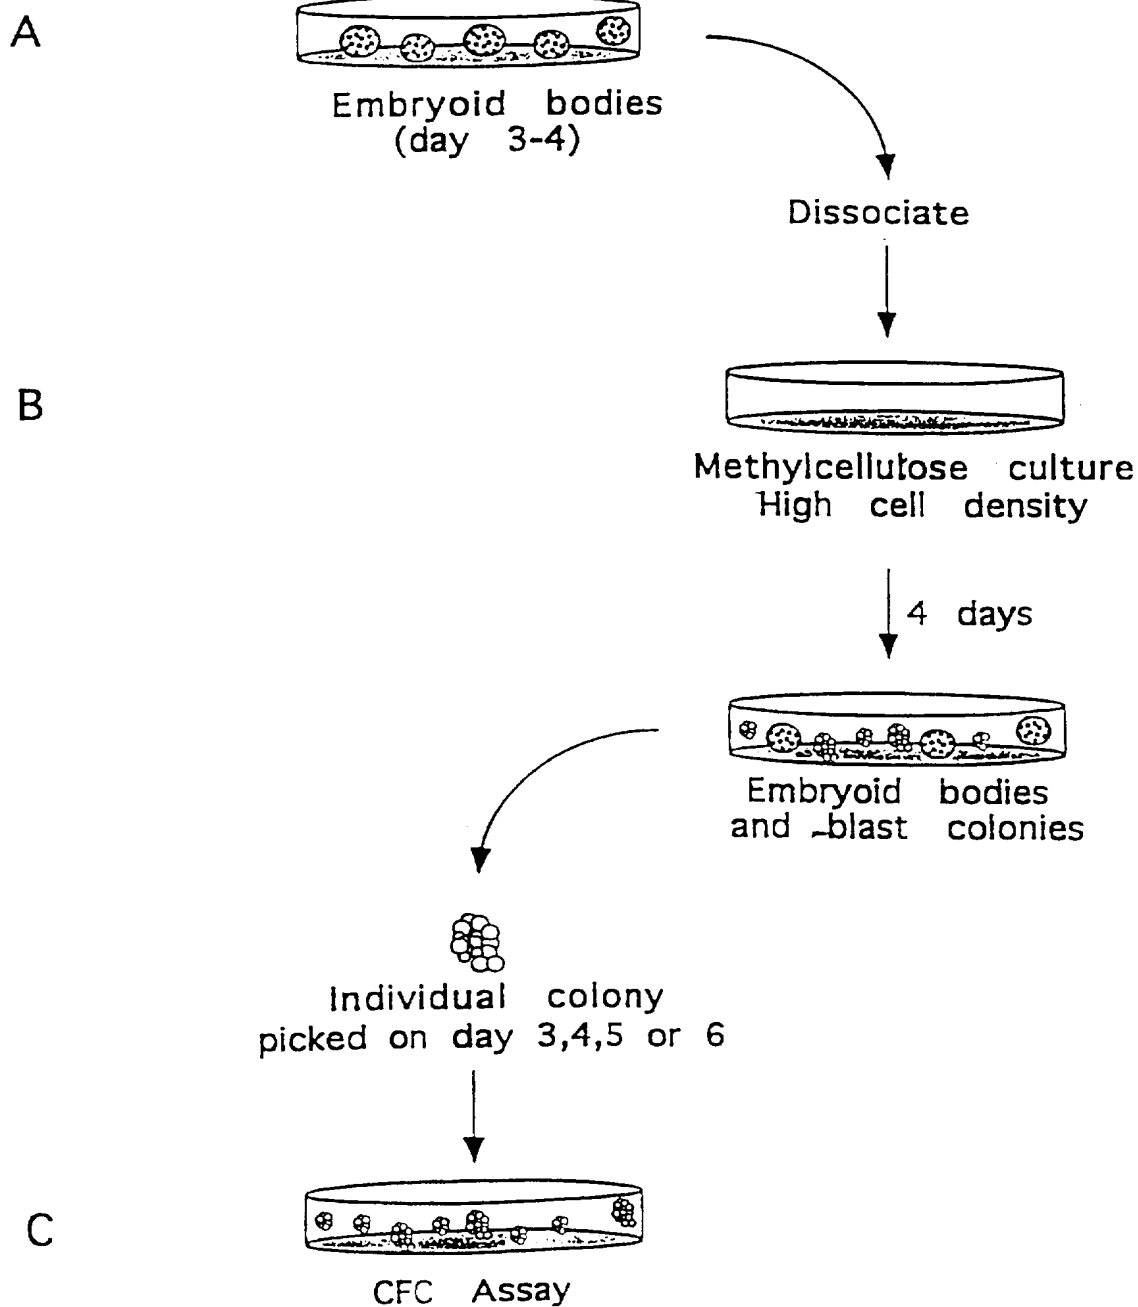 A
Embryoid bodies
(day 3-4)
Dissociate
B
Methylcellulose culture
High cell density
4 days
Embryoid bodies
and blast colonies
Individual colony
picked on day 3,4,5 or 6
C
CFC Assay